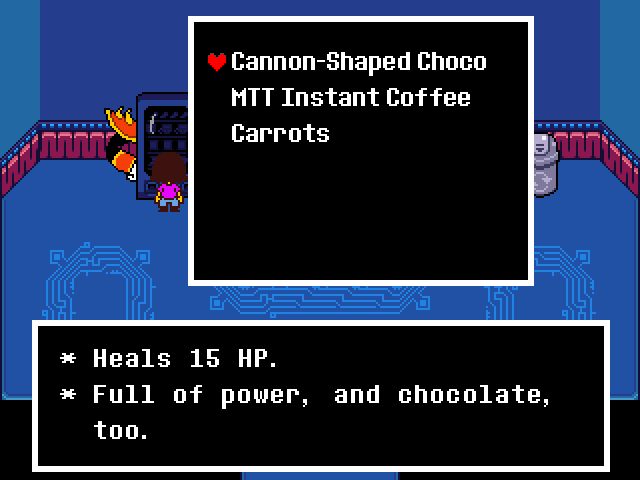 Cannon-Shaped Choco
MTT Instant Coffee
Carrots
* Heals 15 HP.
* Full of power, and chocolate,
too.